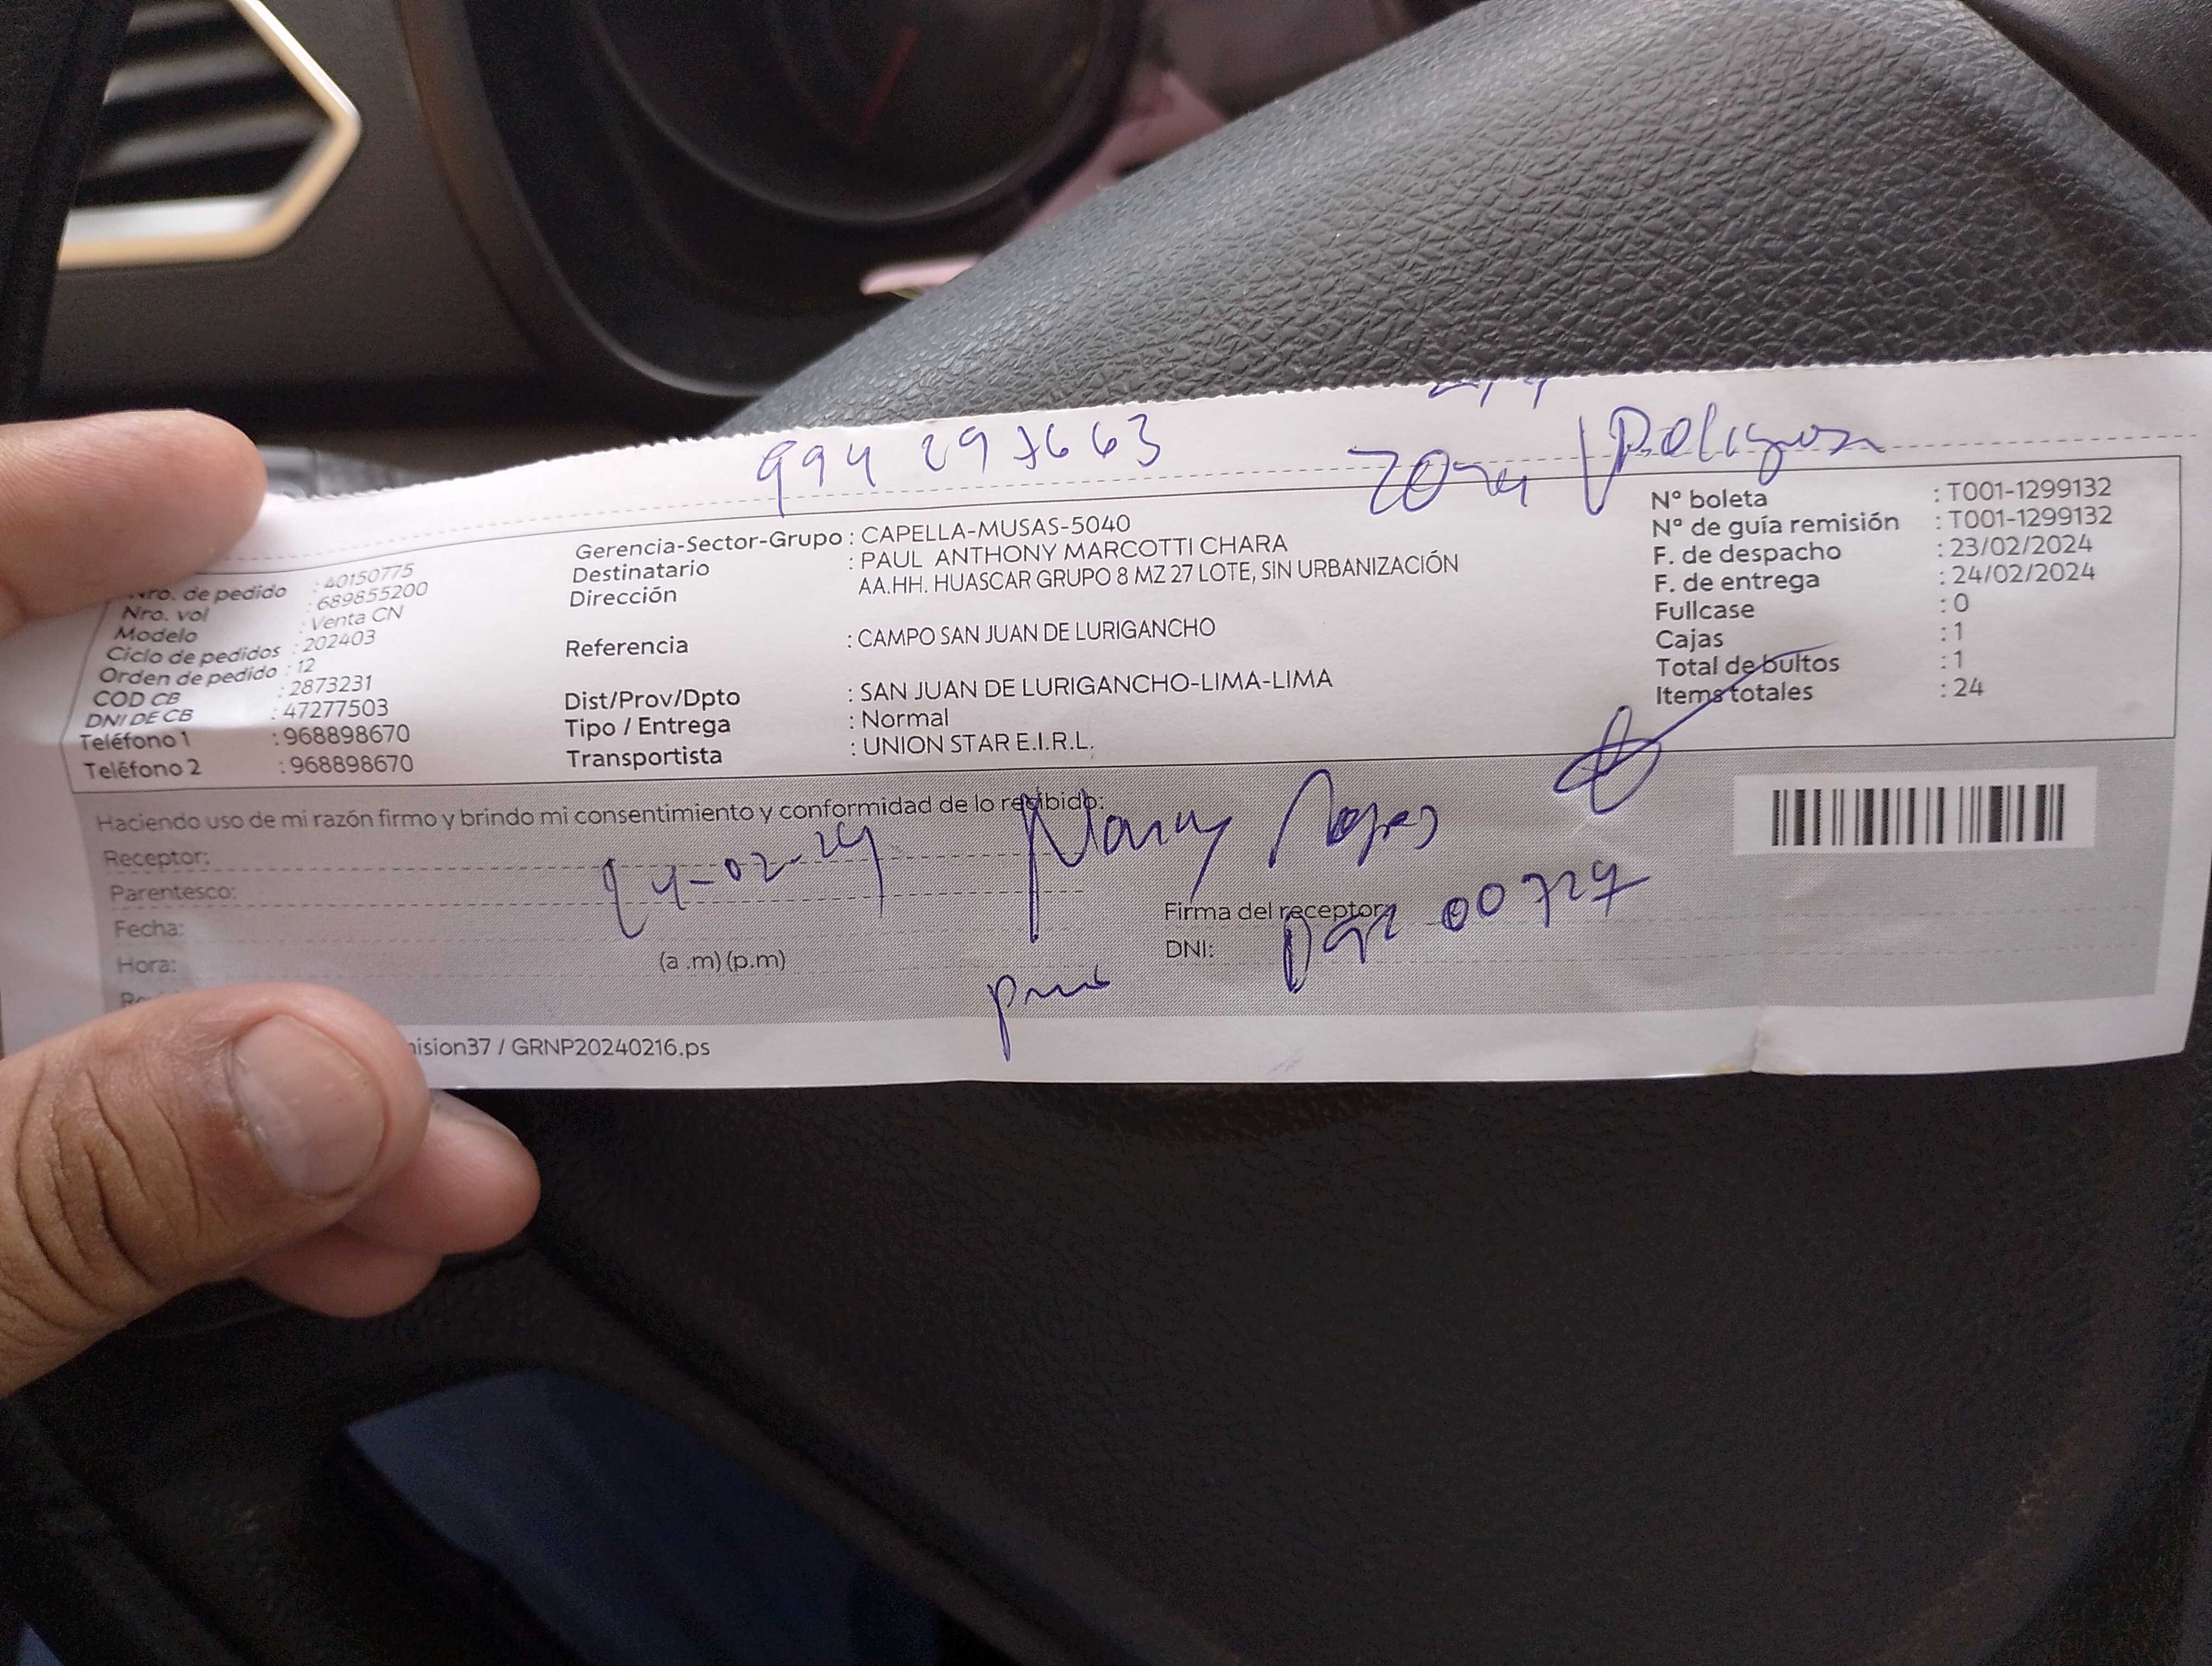 994 297663
Zona Peligrosa
Nro. de pedido : 40150775
Nro. vol : 689855200
Modelo : Venta CN
Ciclo de pedidos : 202403
Orden de pedido : 12
COD CB : 2873231
DNI DE CB : 47277503
Teléfono 1 : 968898670
Teléfono 2 : 968898670
Gerencia-Sector-Grupo : CAPELLA-MUSAS-5040
Destinatario : PAUL ANTHONY MARCOTTI CHARA
Dirección AA.HH. HUASCAR GRUPO 8 MZ 27 LOTE, SIN URBANIZACIÓN
Referencia : CAMPO SAN JUAN DE LURIGANCHO
Dist/Prov/Dpto : SAN JUAN DE LURIGANCHO-LIMA-LIMA
Tipo / Entrega : Normal
Transportista : UNION STAR E.I.R.L.
N° boleta : T001-1299132
N° de guía remisión : T001-1299132
F. de despacho : 23/02/2024
F. de entrega : 24/02/2024
Fullcase : 0
Cajas : 1
Total de bultos : 1
Items totales : 24
Haciendo uso de mi razón firmo y brindo mi consentimiento y conformidad de lo recibido:
Receptor:
Parentesco:
Fecha:
Hora: (a .m) (p.m)
24-02-24
Nancy
Firma del receptor:
DNI:
ision37 / GRNP20240216.ps